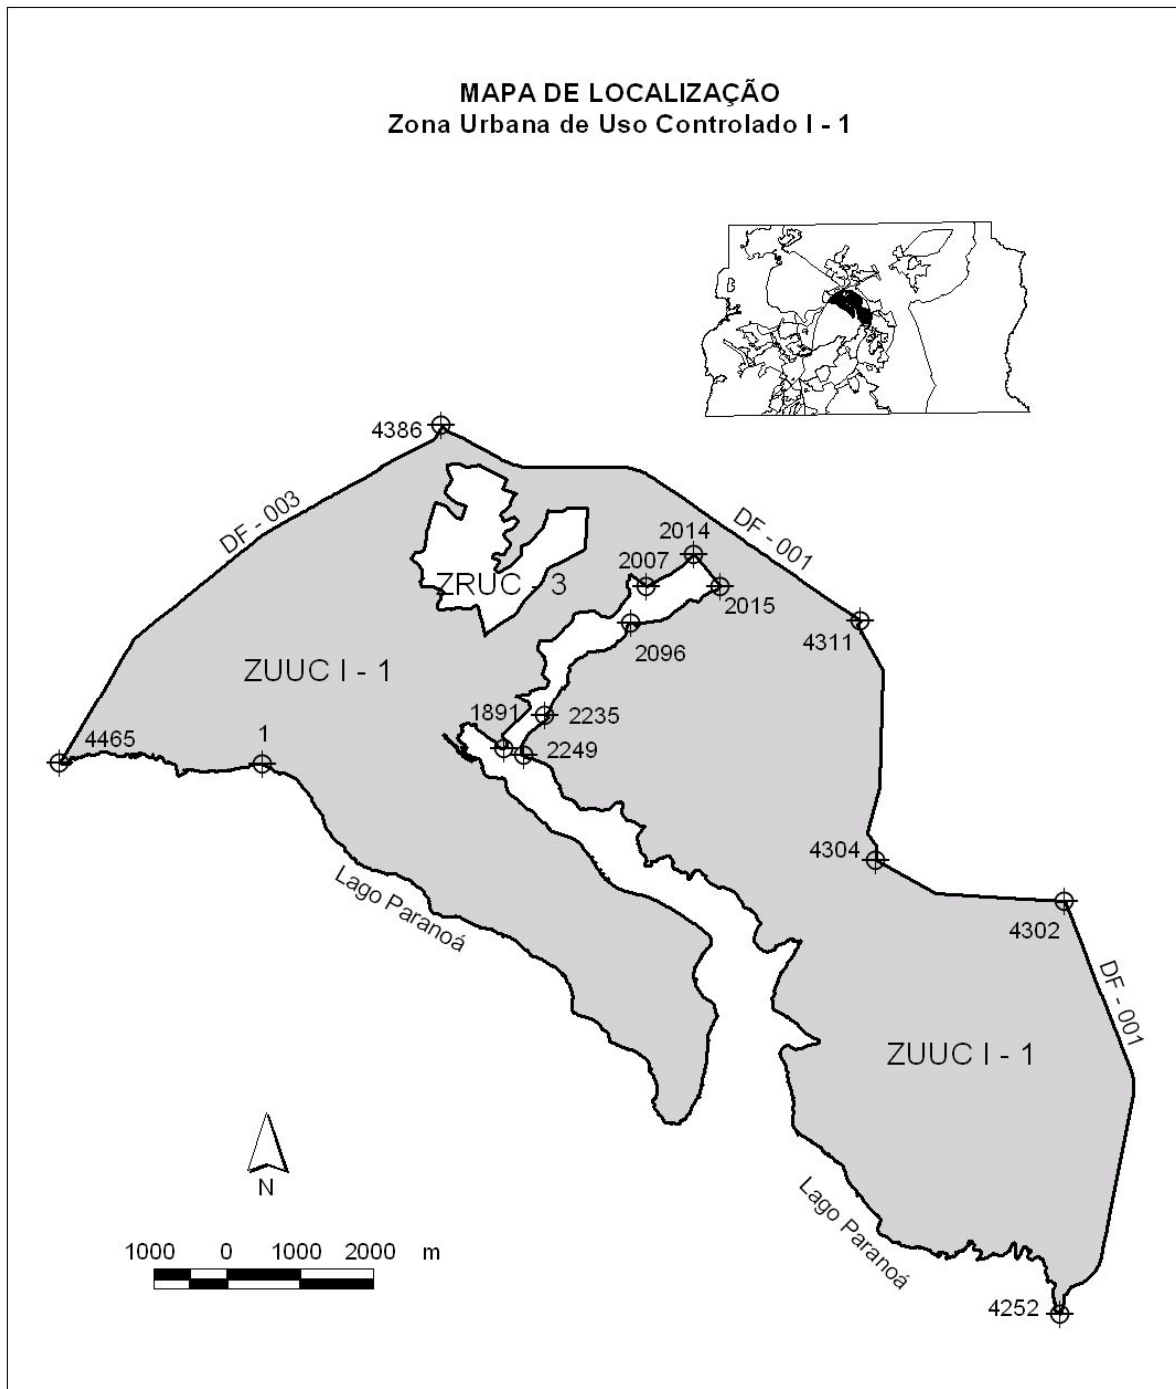 MAPA DE LOCALIZAÇÃO
Zona Urbana de Uso Controlado I - 1
4386
DF - 003
DF - 001
2014
2007
ZRUC - 3
2015
4311
2096
ZUUC I - 1
1891
2235
1
4465
2249
4304
Lago Paranoá
4302
DF - 001
ZUUC I - 1
N
Lago Paranoá
1000 0 1000 2000 m
4252